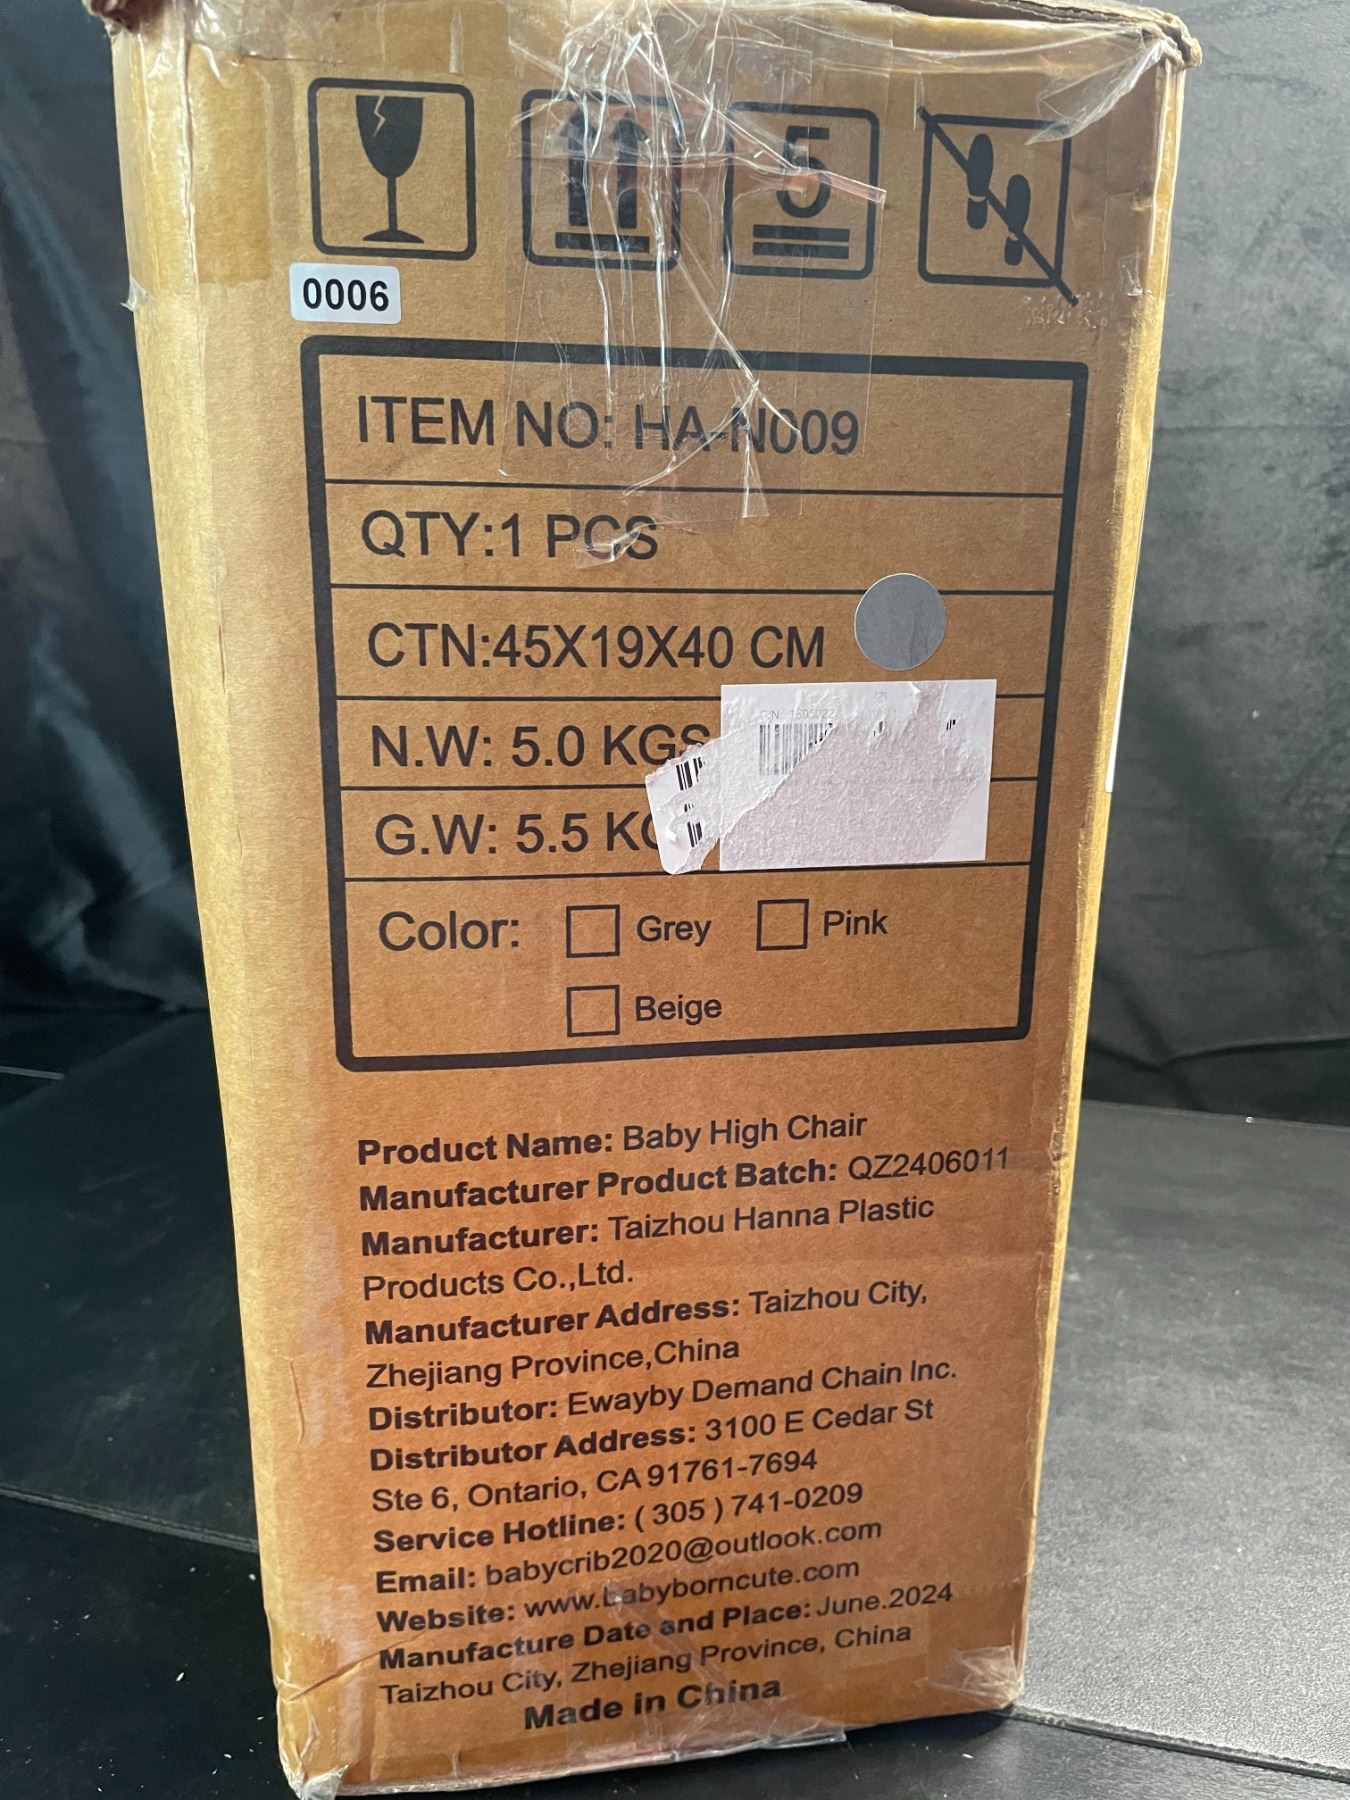 5
0006
ITEM NO: HA-N009
QTY:1 PCS
CTN:45X19X40 CM
N.W: 5.0 KGS
G.W: 5.5
Color: Grey Pink
Beige
Product Name: Baby High Chair
Manufacturer Product Batch: QZ2406011
Manufacturer: Taizhou Hanna Plastic
Products Co.,Ltd.
Manufacturer Address: Taizhou City,
Zhejiang Province,China
Distributor: Ewayby Demand Chain Inc.
Distributor Address: 3100 E Cedar St
Ste 6, Ontario, CA 91761-7694
Service Hotline: ( 305 ) 741-0209
Email: babycrib2020@outlook.com
Website: www.babyborncute.com
Manufacture Date and Place: June.2024
Taizhou City, Zhejiang Province, China
Made in China